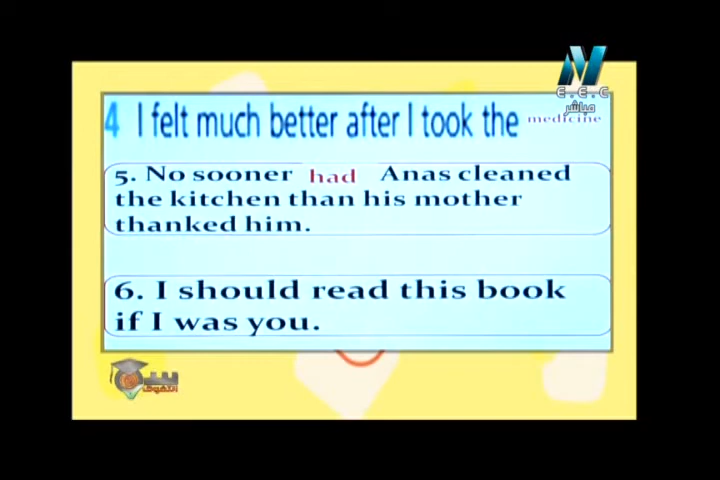 E.E.C
مباشر
4 I felt much better after I took the medicine
5. No sooner had Anas cleaned
the kitchen than his mother
thanked him.
6. I should read this book
if I was you.